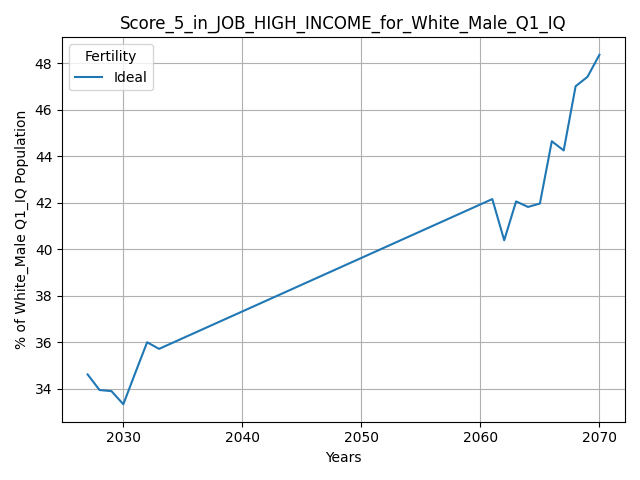 Score_5_in_JOB_HIGH_INCOME_for_White_Male_Q1_IQ
Fertility
Ideal
% of White_Male Q1_IQ Population
48
46
44
42
40
38
36
34
2030 2040 2050 2060 2070
Years